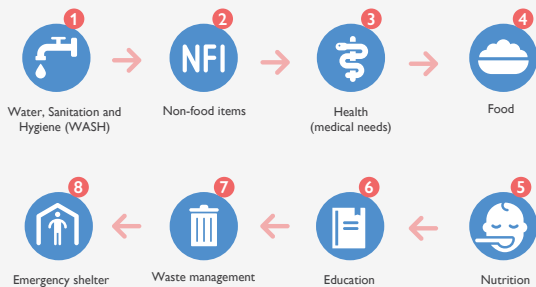 1
2
3
4
NFI
Water, Sanitation and
Hygiene (WASH)
Non-food items
Health
(medical needs)
Food
8
7
6
5
Emergency shelter
Waste management
Education
Nutrition